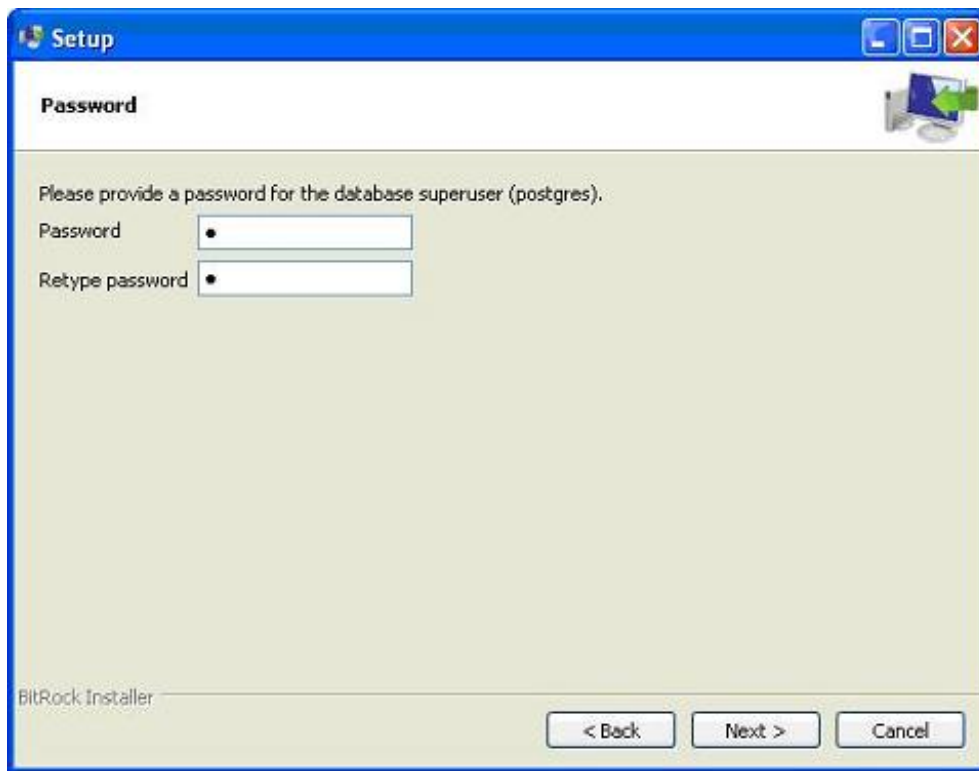 Setup
Password
Please provide a password for the database superuser (postgres).
Password ●
Retype password ●
BitRock Installer
< Back Next > Cancel